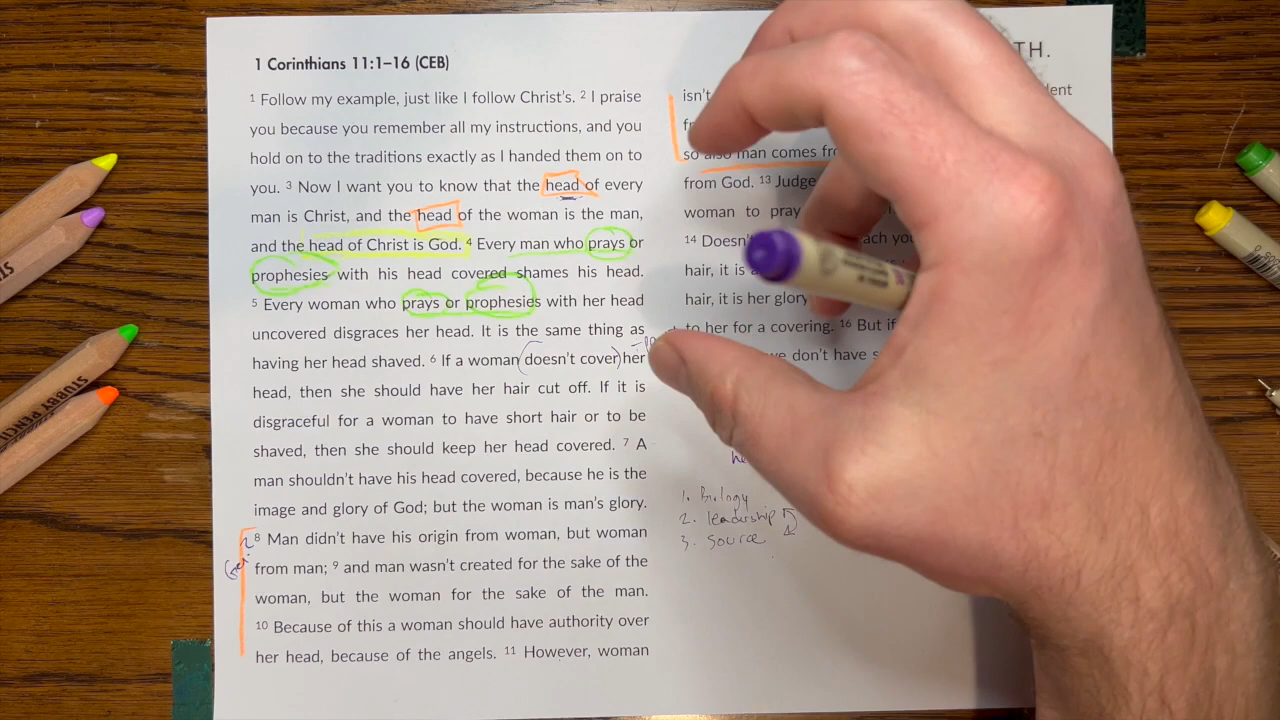 1 Corinthians 11:1–16 (CEB)
1 Follow my example, just like I follow Christ's. 2 I praise
you because you remember all my instructions, and you
hold on to the traditions exactly as I handed them on to
you. 3 Now I want you to know that the head of every
man is Christ, and the head of the woman is the man,
and the head of Christ is God. 4 Every man who prays or
prophesies with his head covered shames his head.
5 Every woman who prays or prophesies with her head
uncovered disgraces her head. It is the same thing as
having her head shaved. 6 If a woman doesn't cover her
head, then she should have her hair cut off. If it is
disgraceful for a woman to have short hair or to be
shaved, then she should keep her head covered. 7 A
man shouldn't have his head covered, because he is the
image and glory of God; but the woman is man's glory.
8 Man didn't have his origin from woman, but woman
from man; 9 and man wasn't created for the sake of the
woman, but the woman for the sake of the man.
10 Because of this a woman should have authority over
her head, because of the angels. 11 However, woman
isn't
so also man comes
from God. 13 Judge
woman to pray
14
hair, it is
hair, it is her glory
to her for a covering. 16 But if
we don't have
1. Biology
2. leadership
3. Source
TH.
STUBBY PENCIL